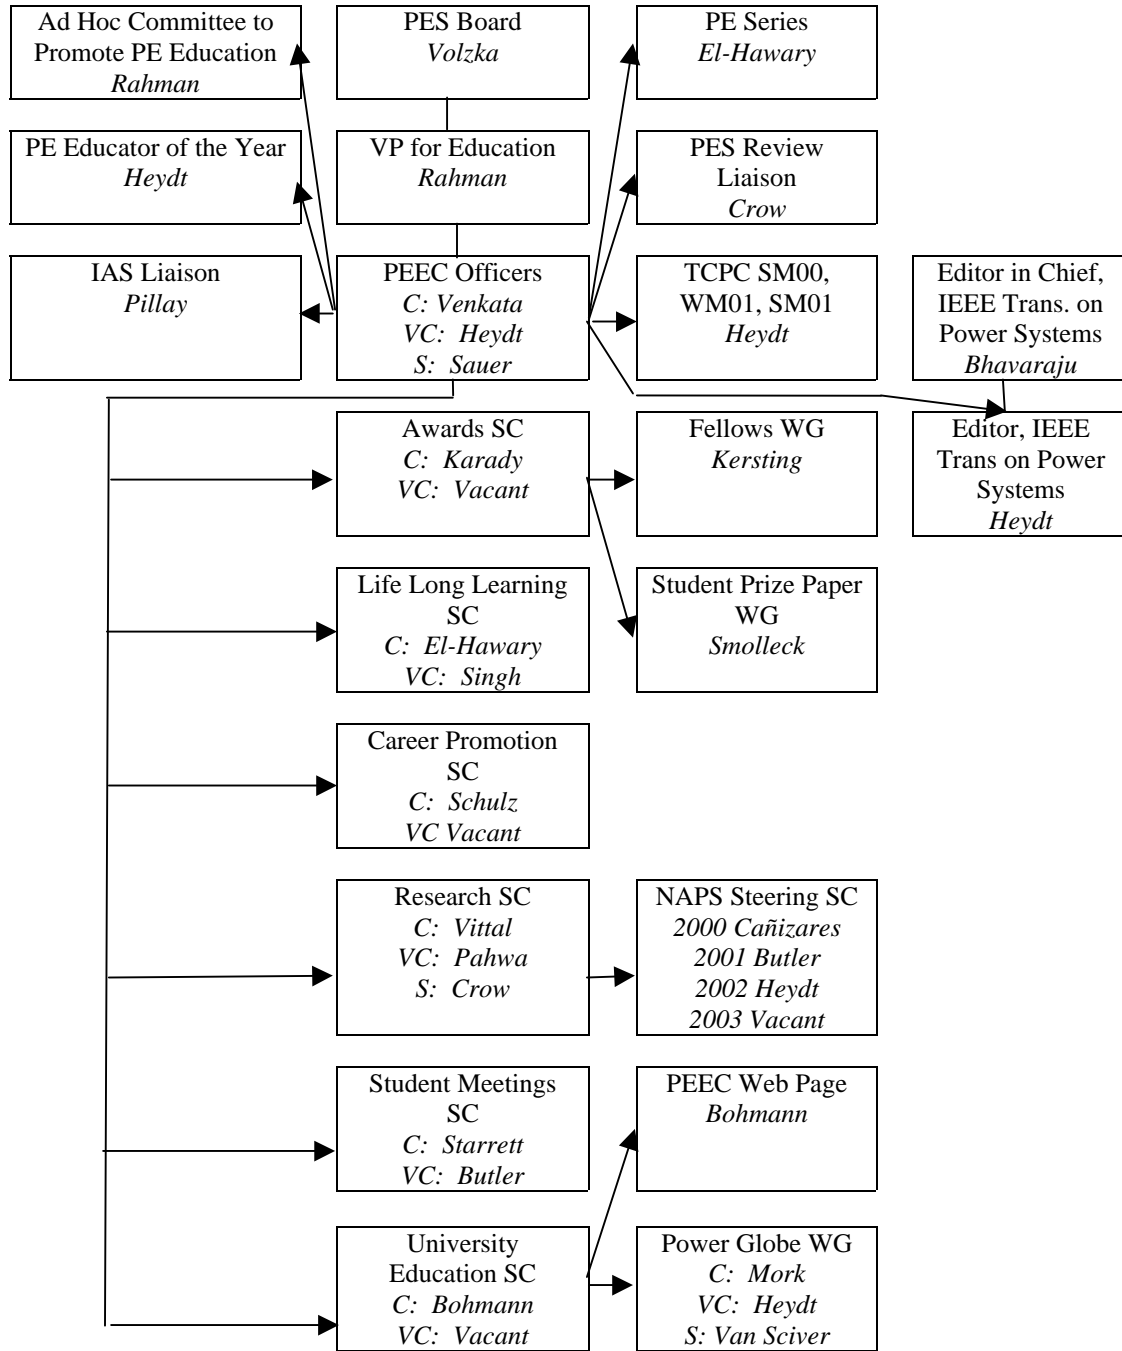 Ad Hoc Committee to
Promote PE Education
Rahman
PES Board
Volzka
PE Series
El-Hawary
PE Educator of the Year
Heydt
VP for Education
Rahman
PES Review
Liaison
Crow
IAS Liaison
Pillay
PEEC Officers
C: Venkata
VC: Heydt
S: Sauer
TCPC SM00,
WM01, SM01
Heydt
Editor in Chief,
IEEE Trans. on
Power Systems
Bhavaraju
Awards SC
C: Karady
VC: Vacant
Fellows WG
Kersting
Editor, IEEE
Trans on Power
Systems
Heydt
Life Long Learning
SC
C: El-Hawary
VC: Singh
Student Prize Paper
WG
Smolleck
Career Promotion
SC
C: Schulz
VC Vacant
Research SC
C: Vittal
VC: Pahwa
S: Crow
NAPS Steering SC
2000 Cañizares
2001 Butler
2002 Heydt
2003 Vacant
Student Meetings
SC
C: Starrett
VC: Butler
PEEC Web Page
Bohmann
University
Education SC
C: Bohmann
VC: Vacant
Power Globe WG
C: Mork
VC: Heydt
S: Van Sciver